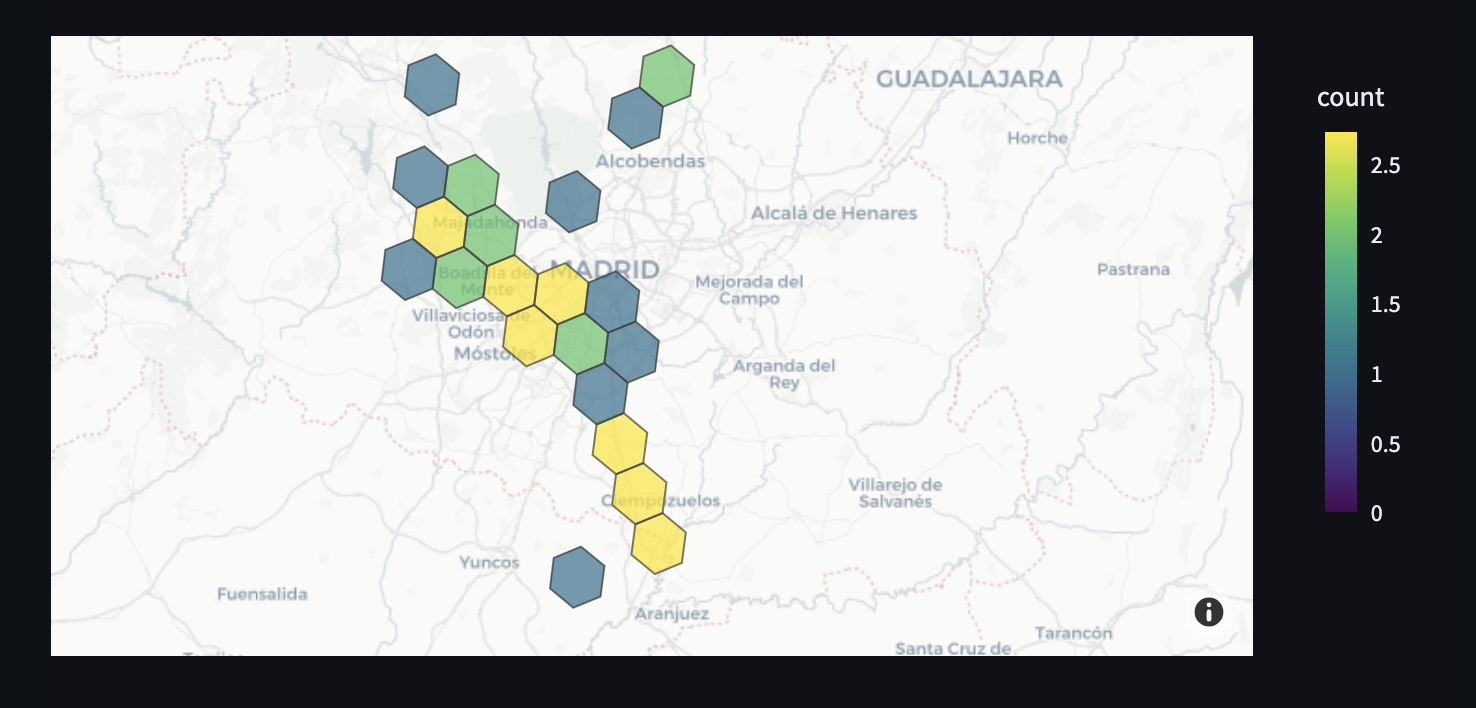 GUADALAJARA
count
Horche
Alcobendas
2.5
Alcalá de Henares
Majadahonda
2
MADRID
Pastrana
Boadilla del
Monte
Mejorada del
Campo
1.5
Villaviciosa de
Odón
Móstoles
Arganda del
Rey
1
0.5
Ciempozuelos
Villarejo de
Salvanés
0
Yuncos
Fuensalida
Aranjuez
i
Tarancón
Santa Cruz de